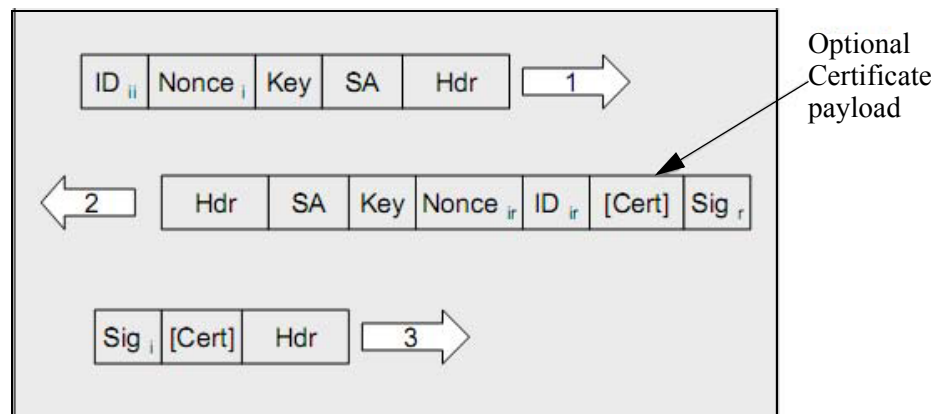 ID ii Nonce i Key SA Hdr 1
Optional
Certificate
payload
2 Hdr SA Key Nonce ir ID ir [Cert] Sig r
Sig i [Cert] Hdr 3